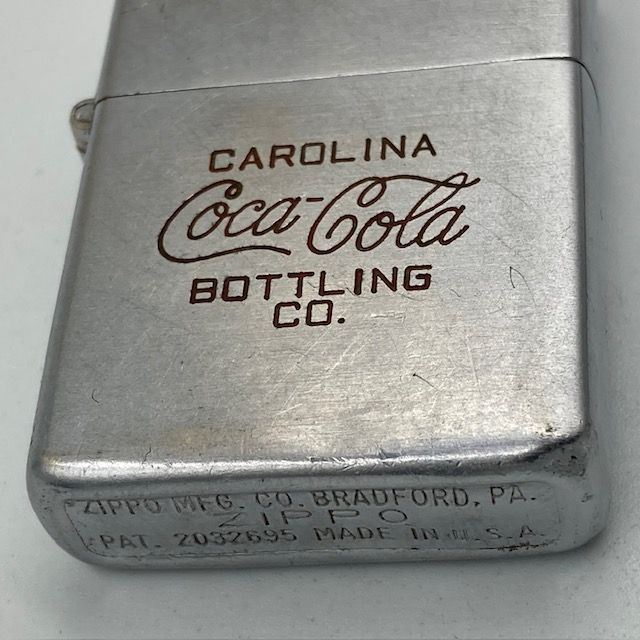 CAROLINA
Coca-Cola
BOTTLING
CO.
ZIPPO MFG. CO. BRADFORD, PA.
ZIPPO
PAT. 2032695 MADE IN U.S.A.